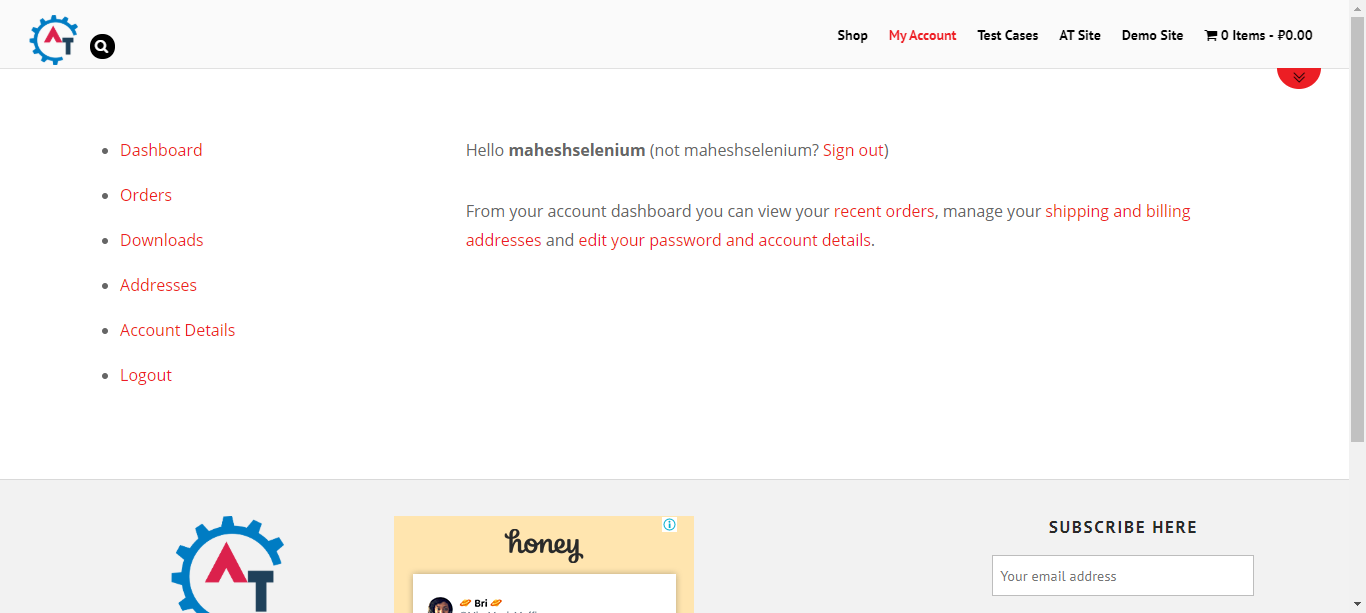 AT
Shop
My Account
Test Cases
AT Site
Demo Site
0 Items - ₽0.00
Dashboard
Orders
Downloads
Addresses
Account Details
Logout
Hello maheshselenium (not maheshselenium? Sign out)
From your account dashboard you can view your recent orders, manage your shipping and billing
addresses and edit your password and account details.
AT
honey
Bri
SUBSCRIBE HERE
Your email address